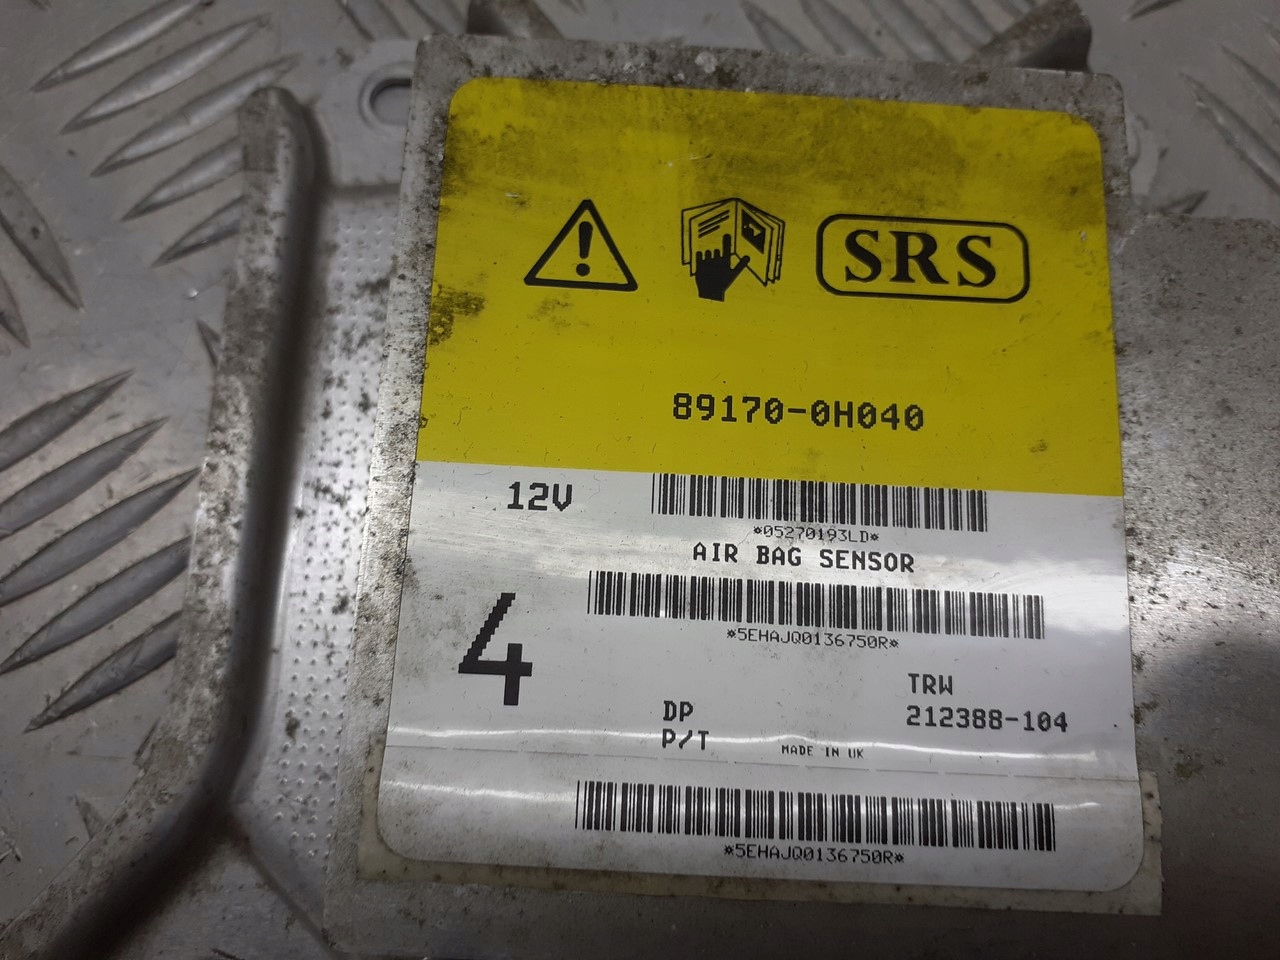 SRS
89170-0H040
12V
*05270193LD*
AIR BAG SENSOR
*5EHAJQ0136750R*
4
TRW
212388-104
DP
P/T
MADE IN UK
*5EHAJQ0136750R*